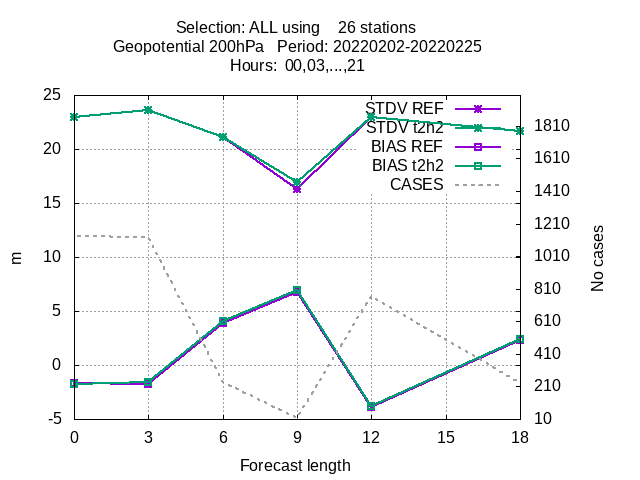 Selection: ALL using    26 stations
Geopotential 200hPa   Period: 20220202-20220225
Hours:  00,03,...,21
25
20
15
10
5
0
-5
m
STDV REF
STDV t2h2
BIAS REF
BIAS t2h2
CASES
1810
1610
1410
1210
1010
810
610
410
210
10
No cases
0 3 6 9 12 15 18
Forecast length